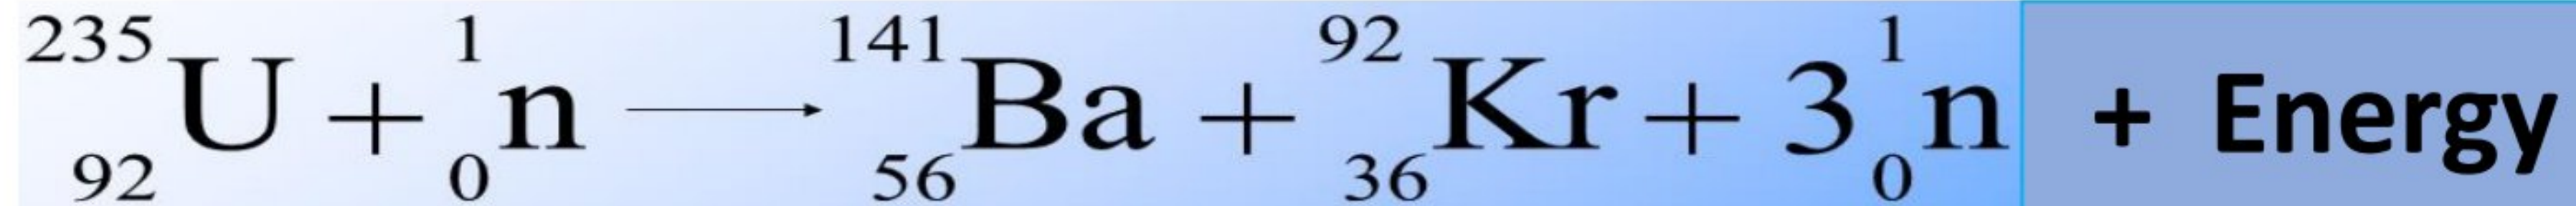 ²³⁵₉₂U + ¹₀n ⟶ ¹⁴¹₅₆Ba + ⁹²₃₆Kr + 3¹₀n + Energy